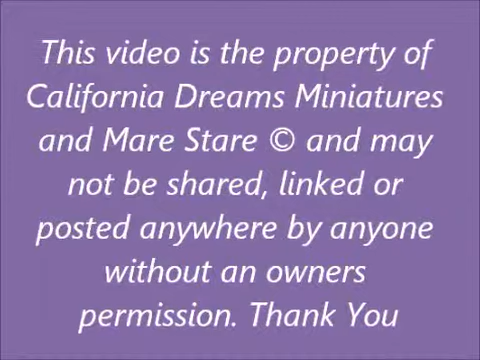 This video is the property of
California Dreams Miniatures
and Mare Stare © and may
not be shared, linked or
posted anywhere by anyone
without an owners
permission. Thank You